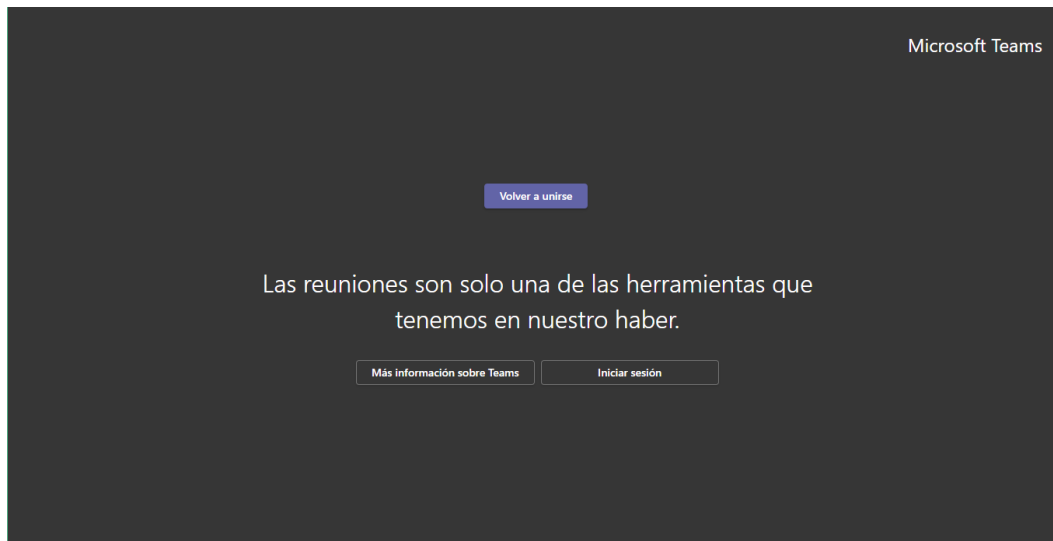 Microsoft Teams
Volver a unirse
Las reuniones son solo una de las herramientas que
tenemos en nuestro haber.
Más información sobre Teams
Iniciar sesión